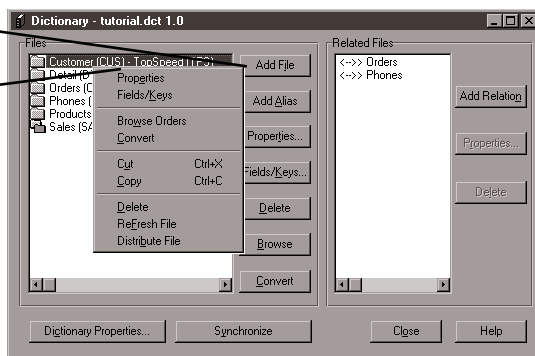 Dictionary - tutorial.dct 1.0
Files
Customer (CUS) - TopSpeed (TPS)
Detail (D
Orders (O
Phones (
Products
Sales (SA
Properties
Fields/Keys
Browse Orders
Convert
Cut Ctrl+X
Copy Ctrl+C
Delete
ReFresh File
Distribute File
Add File
Add Alias
Properties...
Fields/Keys...
Delete
Browse
Convert
Related Files
<-->> Orders
<-->> Phones
Add Relation
Properties...
Delete
Dictionary Properties...
Synchronize
Close
Help